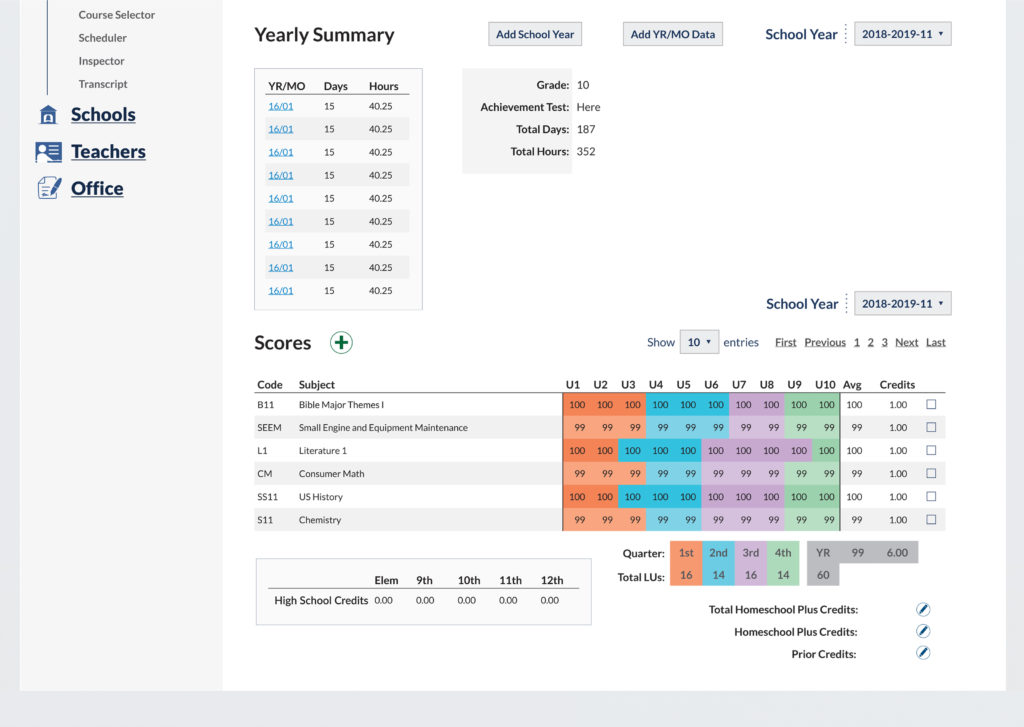 Course Selector
Scheduler
Inspector
Transcript
Schools
Teachers
Office
Yearly Summary
Add School Year
Add YR/MO Data
School Year 2018-2019-11
YR/MO Days Hours
16/01 15 40.25
16/01 15 40.25
16/01 15 40.25
16/01 15 40.25
16/01 15 40.25
16/01 15 40.25
16/01 15 40.25
16/01 15 40.25
16/01 15 40.25
Grade: 10
Achievement Test: Here
Total Days: 187
Total Hours: 352
School Year 2018-2019-11
Scores
Show 10 entries First Previous 1 2 3 Next Last
Code Subject U1 U2 U3 U4 U5 U6 U7 U8 U9 U10 Avg Credits
B11 Bible Major Themes I 100 100 100 100 100 100 100 100 100 100 100 1.00
SEEM Small Engine and Equipment Maintenance 99 99 99 99 99 99 99 99 99 99 99 1.00
L1 Literature 1 100 100 100 100 100 100 100 100 100 100 100 1.00
CM Consumer Math 99 99 99 99 99 99 99 99 99 99 99 1.00
SS11 US History 100 100 100 100 100 100 100 100 100 100 100 1.00
S11 Chemistry 99 99 99 99 99 99 99 99 99 99 99 1.00
Quarter: 1st 2nd 3rd 4th YR 99 6.00
Total LUs: 16 14 16 14 60
Elem 9th 10th 11th 12th
High School Credits 0.00 0.00 0.00 0.00 0.00
Total Homeschool Plus Credits:
Homeschool Plus Credits:
Prior Credits: